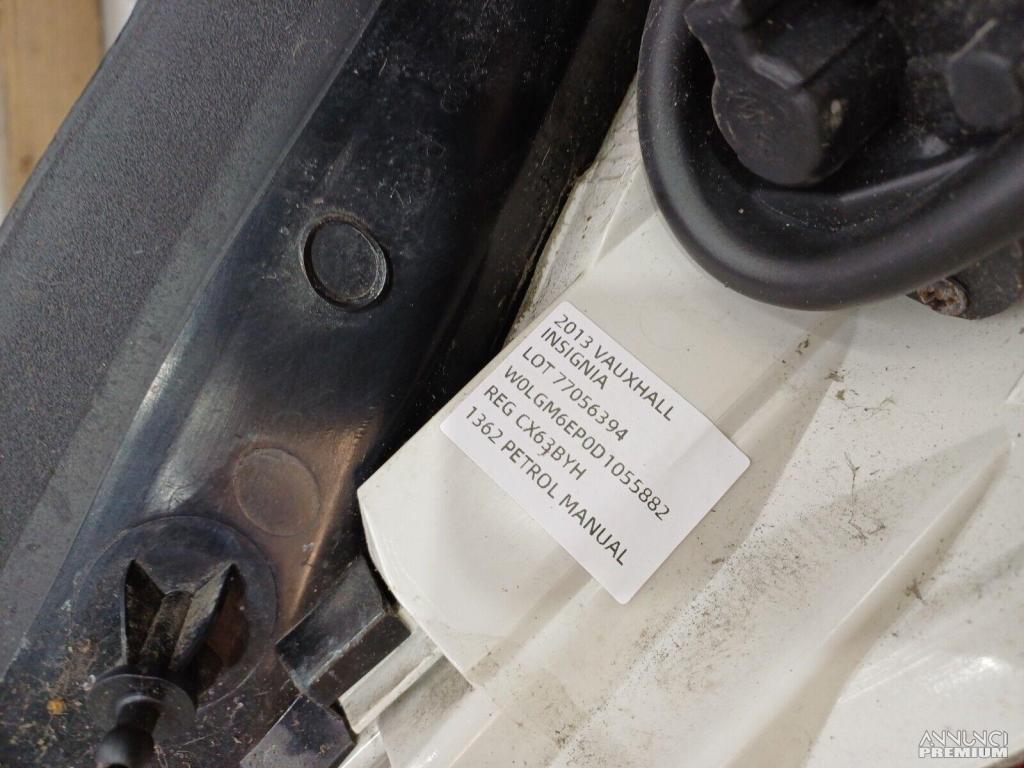 2013 VAUXHALL
INSIGNIA
LOT 77056394
W0LGM6EP0D1055882
REG CX63BYH
1362 PETROL MANUAL
ANNUNCI
PREMIUM